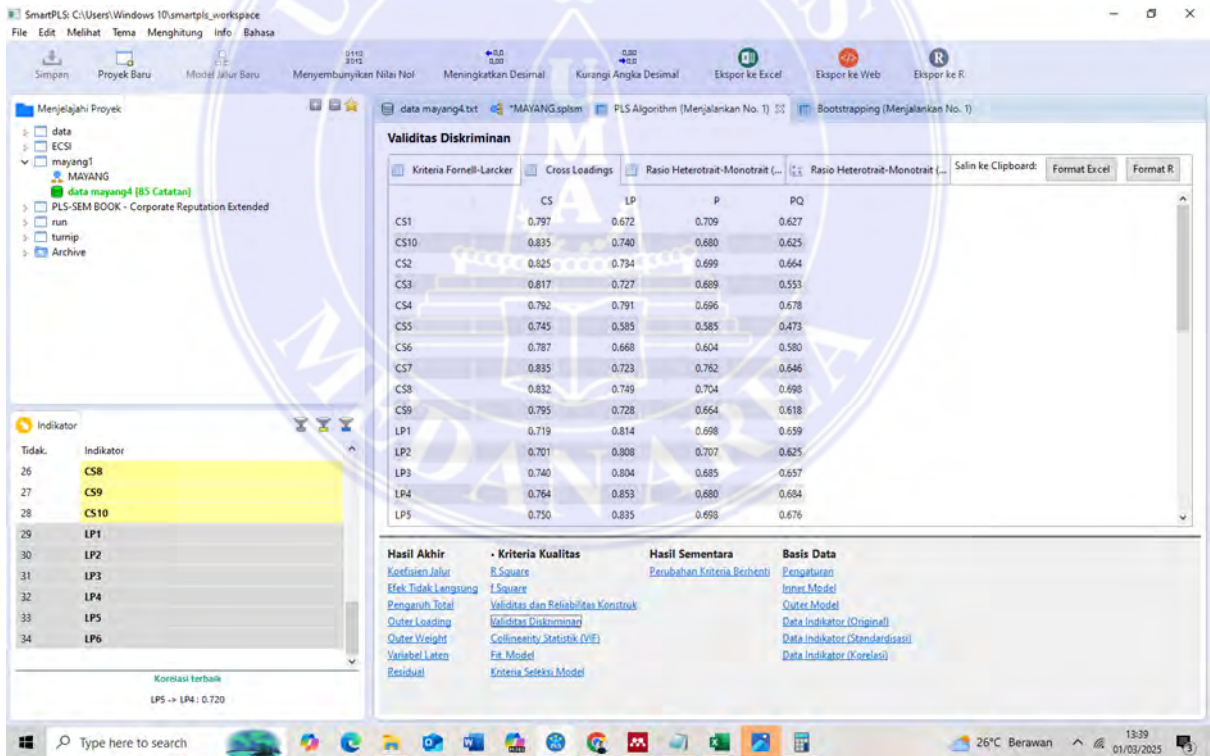 SmartPLS: C:\Users\Windows 10\smartpls_workspace
File Edit Melihat Tema Menghitung Info Bahasa
Simpan Proyek Baru Model Jalur Baru Menyembunyikan Nilai Nol Meningkatkan Desimal Kurangi Angka Desimal Ekspor ke Excel Ekspor ke Web Ekspor ke R
Menjelajahi Proyek
data
ECSI
mayang1
MAYANG
data mayang4 [85 Catatan]
PLS-SEM BOOK - Corporate Reputation Extended
run
turnip
Archive
Indikator
Tidak. Indikator
26 CS8
27 CS9
28 CS10
29 LP1
30 LP2
31 LP3
32 LP4
33 LP5
34 LP6
Korelasi terbaik
LP5 -> LP4 : 0.720
data mayang4.txt *MAYANG.splsm PLS Algorithm (Menjalankan No. 1) Bootstrapping (Menjalankan No. 1)
Validitas Diskriminan
Kriteria Fornell-Larcker Cross Loadings Rasio Heterotrait-Monotrait (... Rasio Heterotrait-Monotrait (... Salin ke Clipboard: Format Excel Format R
CS LP P PQ
CS1 0.797 0.672 0.709 0.627
CS10 0.835 0.740 0.680 0.625
CS2 0.825 0.734 0.699 0.664
CS3 0.817 0.727 0.689 0.553
CS4 0.792 0.791 0.696 0.678
CS5 0.745 0.585 0.585 0.473
CS6 0.787 0.668 0.604 0.580
CS7 0.835 0.723 0.762 0.646
CS8 0.832 0.749 0.704 0.698
CS9 0.795 0.728 0.664 0.618
LP1 0.719 0.814 0.698 0.659
LP2 0.701 0.808 0.707 0.625
LP3 0.740 0.804 0.685 0.657
LP4 0.764 0.853 0.680 0.684
LP5 0.750 0.835 0.698 0.676
Hasil Akhir Kriteria Kualitas Hasil Sementara Basis Data
Koefisien Jalur R Square Perubahan Kriteria Berhenti Pengaturan
Efek Tidak Langsung f Square Inner Model
Pengaruh Total Validitas dan Reliabilitas Konstruk Outer Model
Outer Loading Validitas Diskriminan Data Indikator (Original)
Outer Weight Collinearity Statistik (VIF) Data Indikator (Standardisasi)
Variabel Laten Fit Model Data Indikator (Korelasi)
Residual Kriteria Seleksi Model
Type here to search
26°C Berawan
13:39
01/03/2025
MEDAN AREA